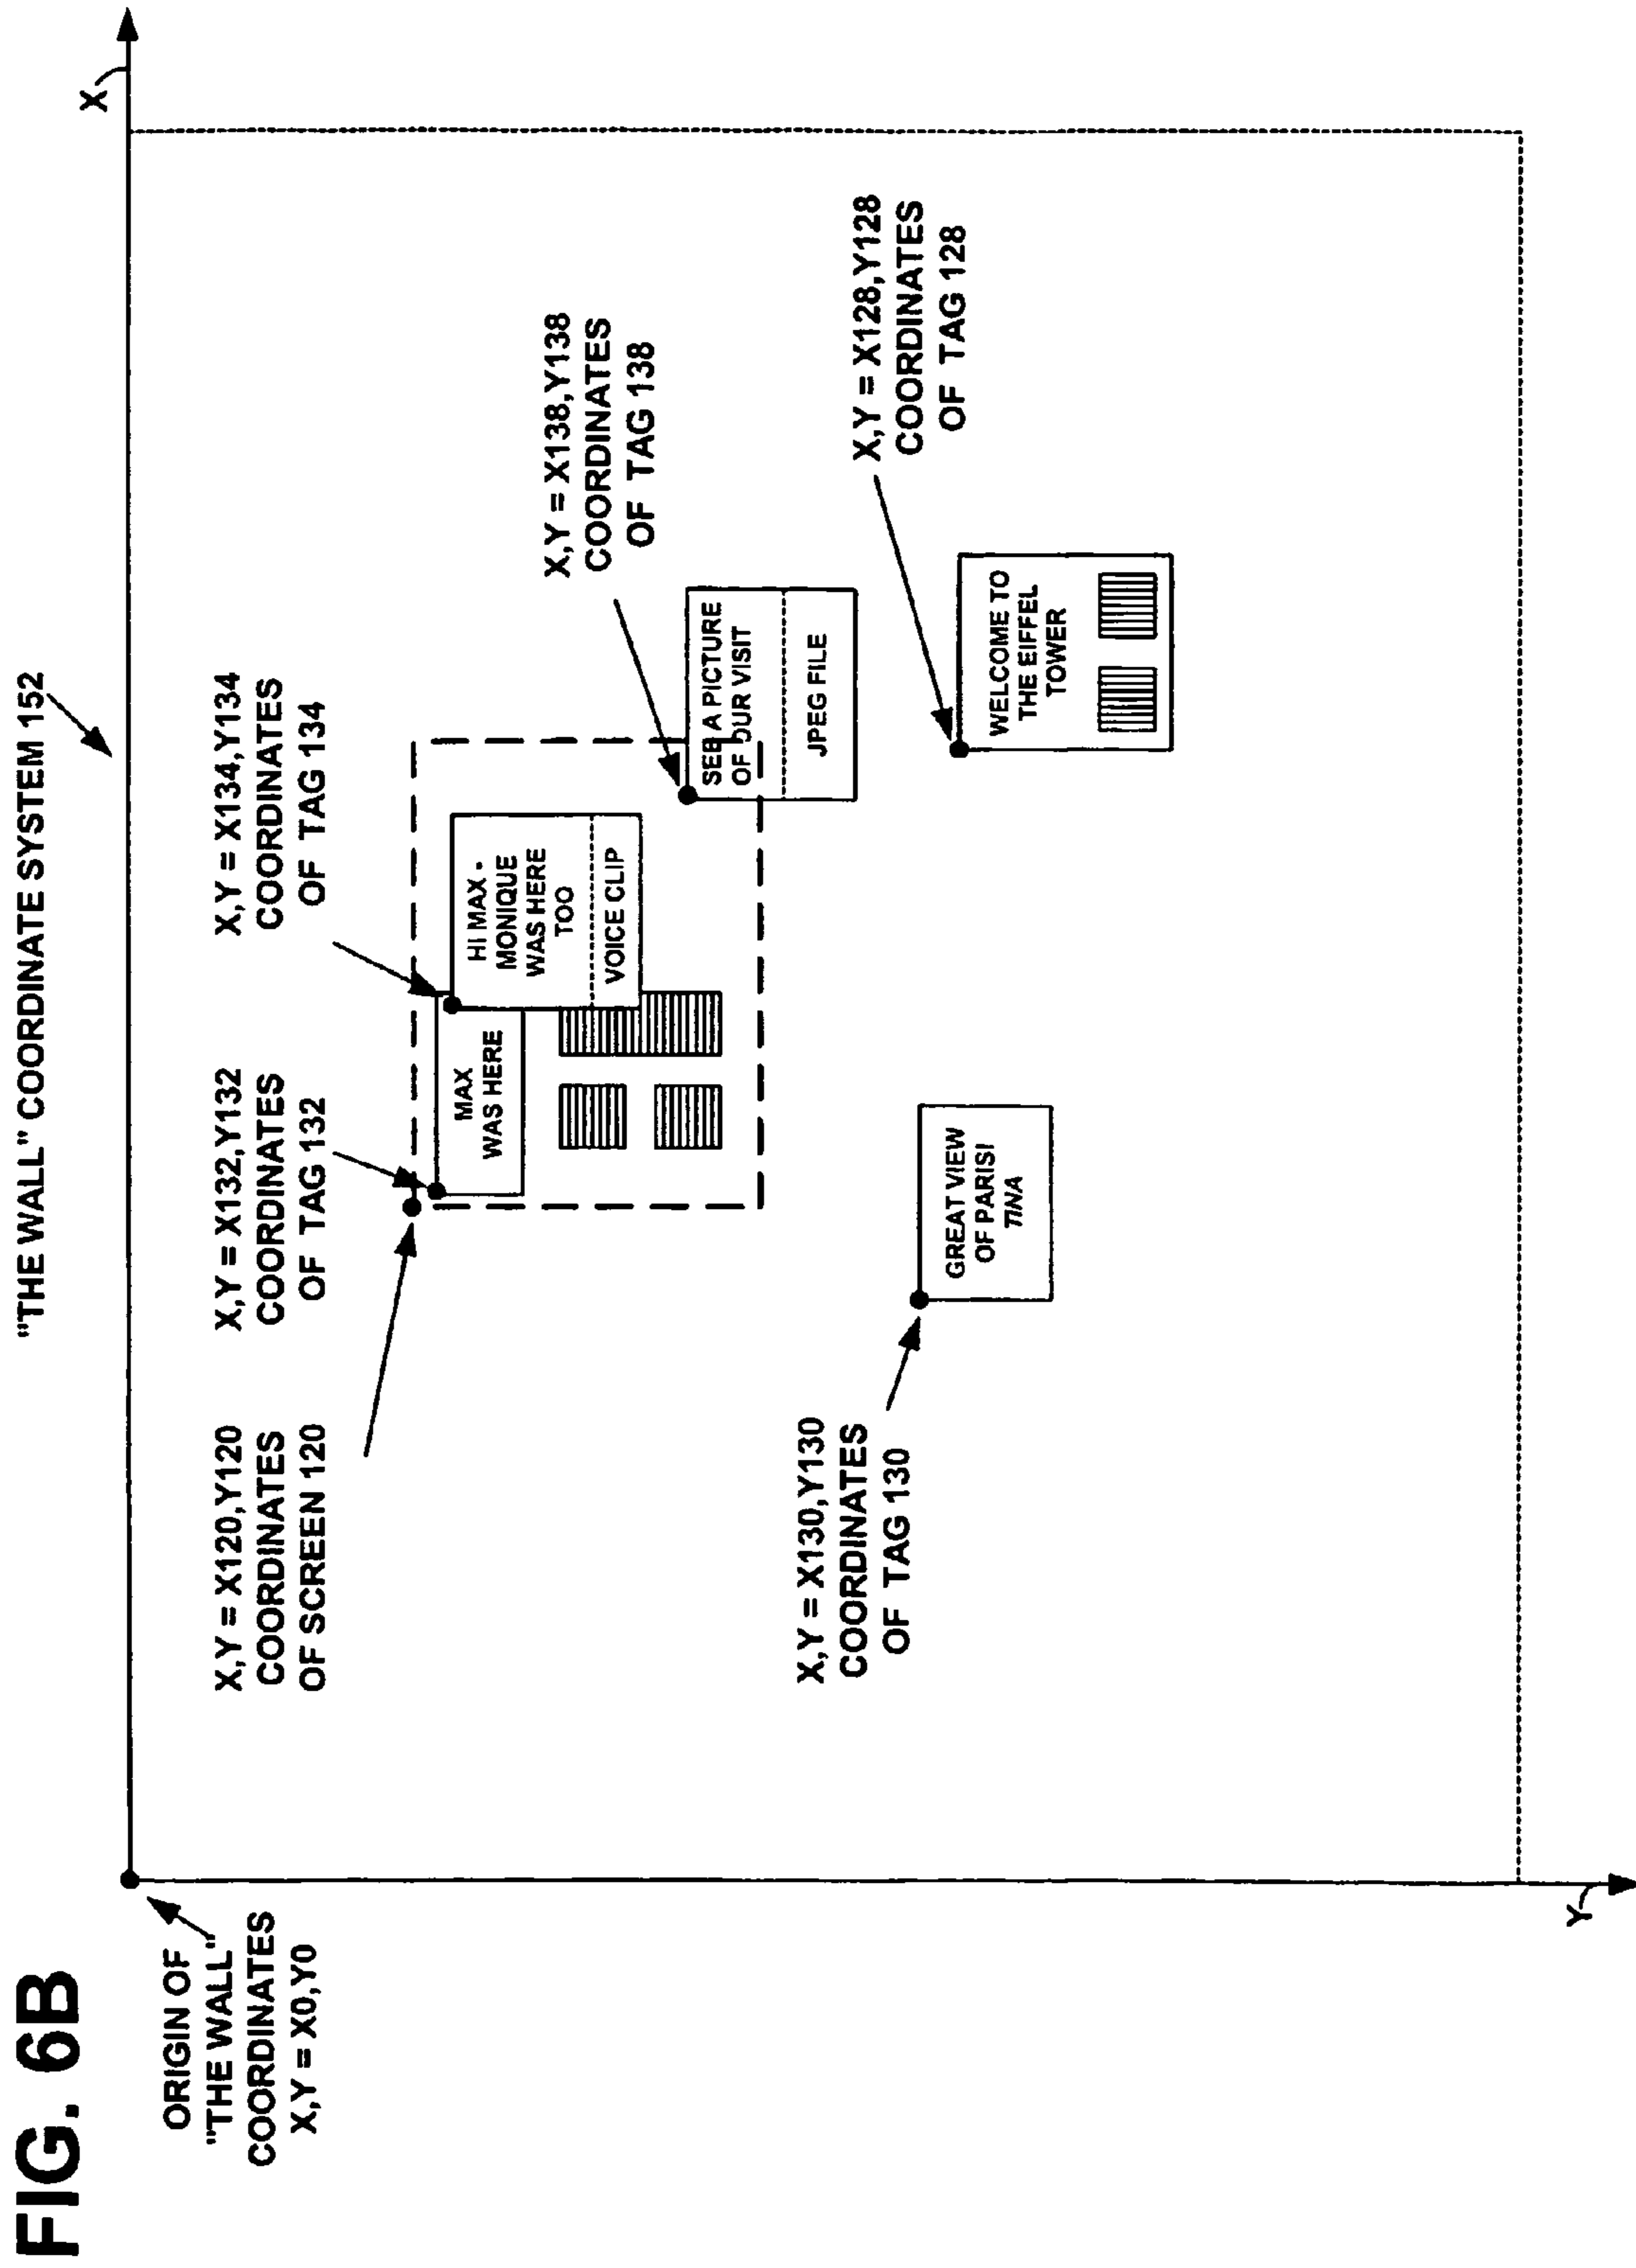 FIG. 6B
"THE WALL" COORDINATE SYSTEM 152
ORIGIN OF
"THE WALL"
COORDINATES
X,Y = X0,Y0
X
Y
X,Y = X120,Y120
COORDINATES
OF SCREEN 120
X,Y = X132,Y132
COORDINATES
OF TAG 132
X,Y = X134,Y134
COORDINATES
OF TAG 134
MAX
WAS HERE
HI MAX -
MONIQUE
WAS HERE
TOO
VOICE CLIP
X,Y = X138,Y138
COORDINATES
OF TAG 138
SEE A PICTURE
OF OUR VISIT
JPEG FILE
X,Y = X130,Y130
COORDINATES
OF TAG 130
GREAT VIEW
OF PARIS!
TINA
X,Y = X128,Y128
COORDINATES
OF TAG 128
WELCOME TO
THE EIFFEL
TOWER